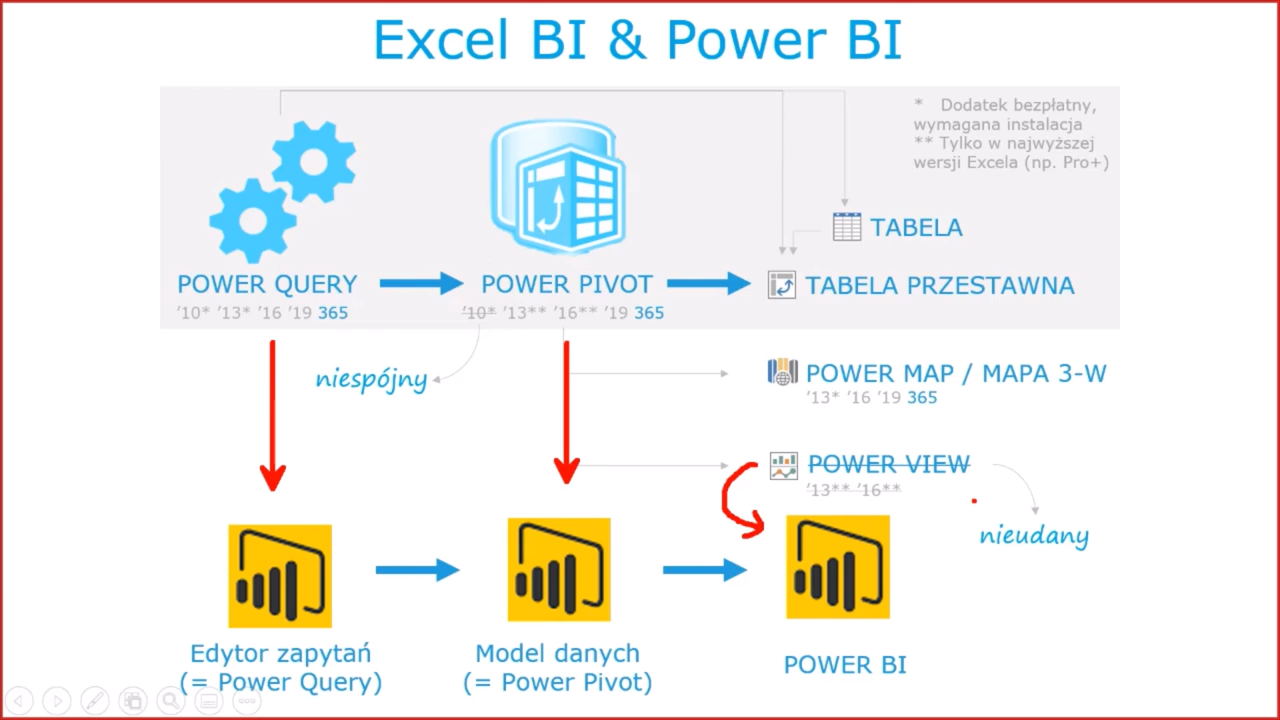 Excel BI & Power BI
* Dodatek bezpłatny,
wymagana instalacja
** Tylko w najwyższej
wersji Excela (np. Pro+)
TABELA
POWER QUERY
POWER PIVOT
TABELA PRZESTAWNA
’10* ’13* ’16 ’19 365
’10* ’13** ’16** ’19 365
niespójny
POWER MAP / MAPA 3-W
’13* ’16 ’19 365
POWER VIEW
’13** ’16**
nieudany
Edytor zapytań
(= Power Query)
Model danych
(= Power Pivot)
POWER BI